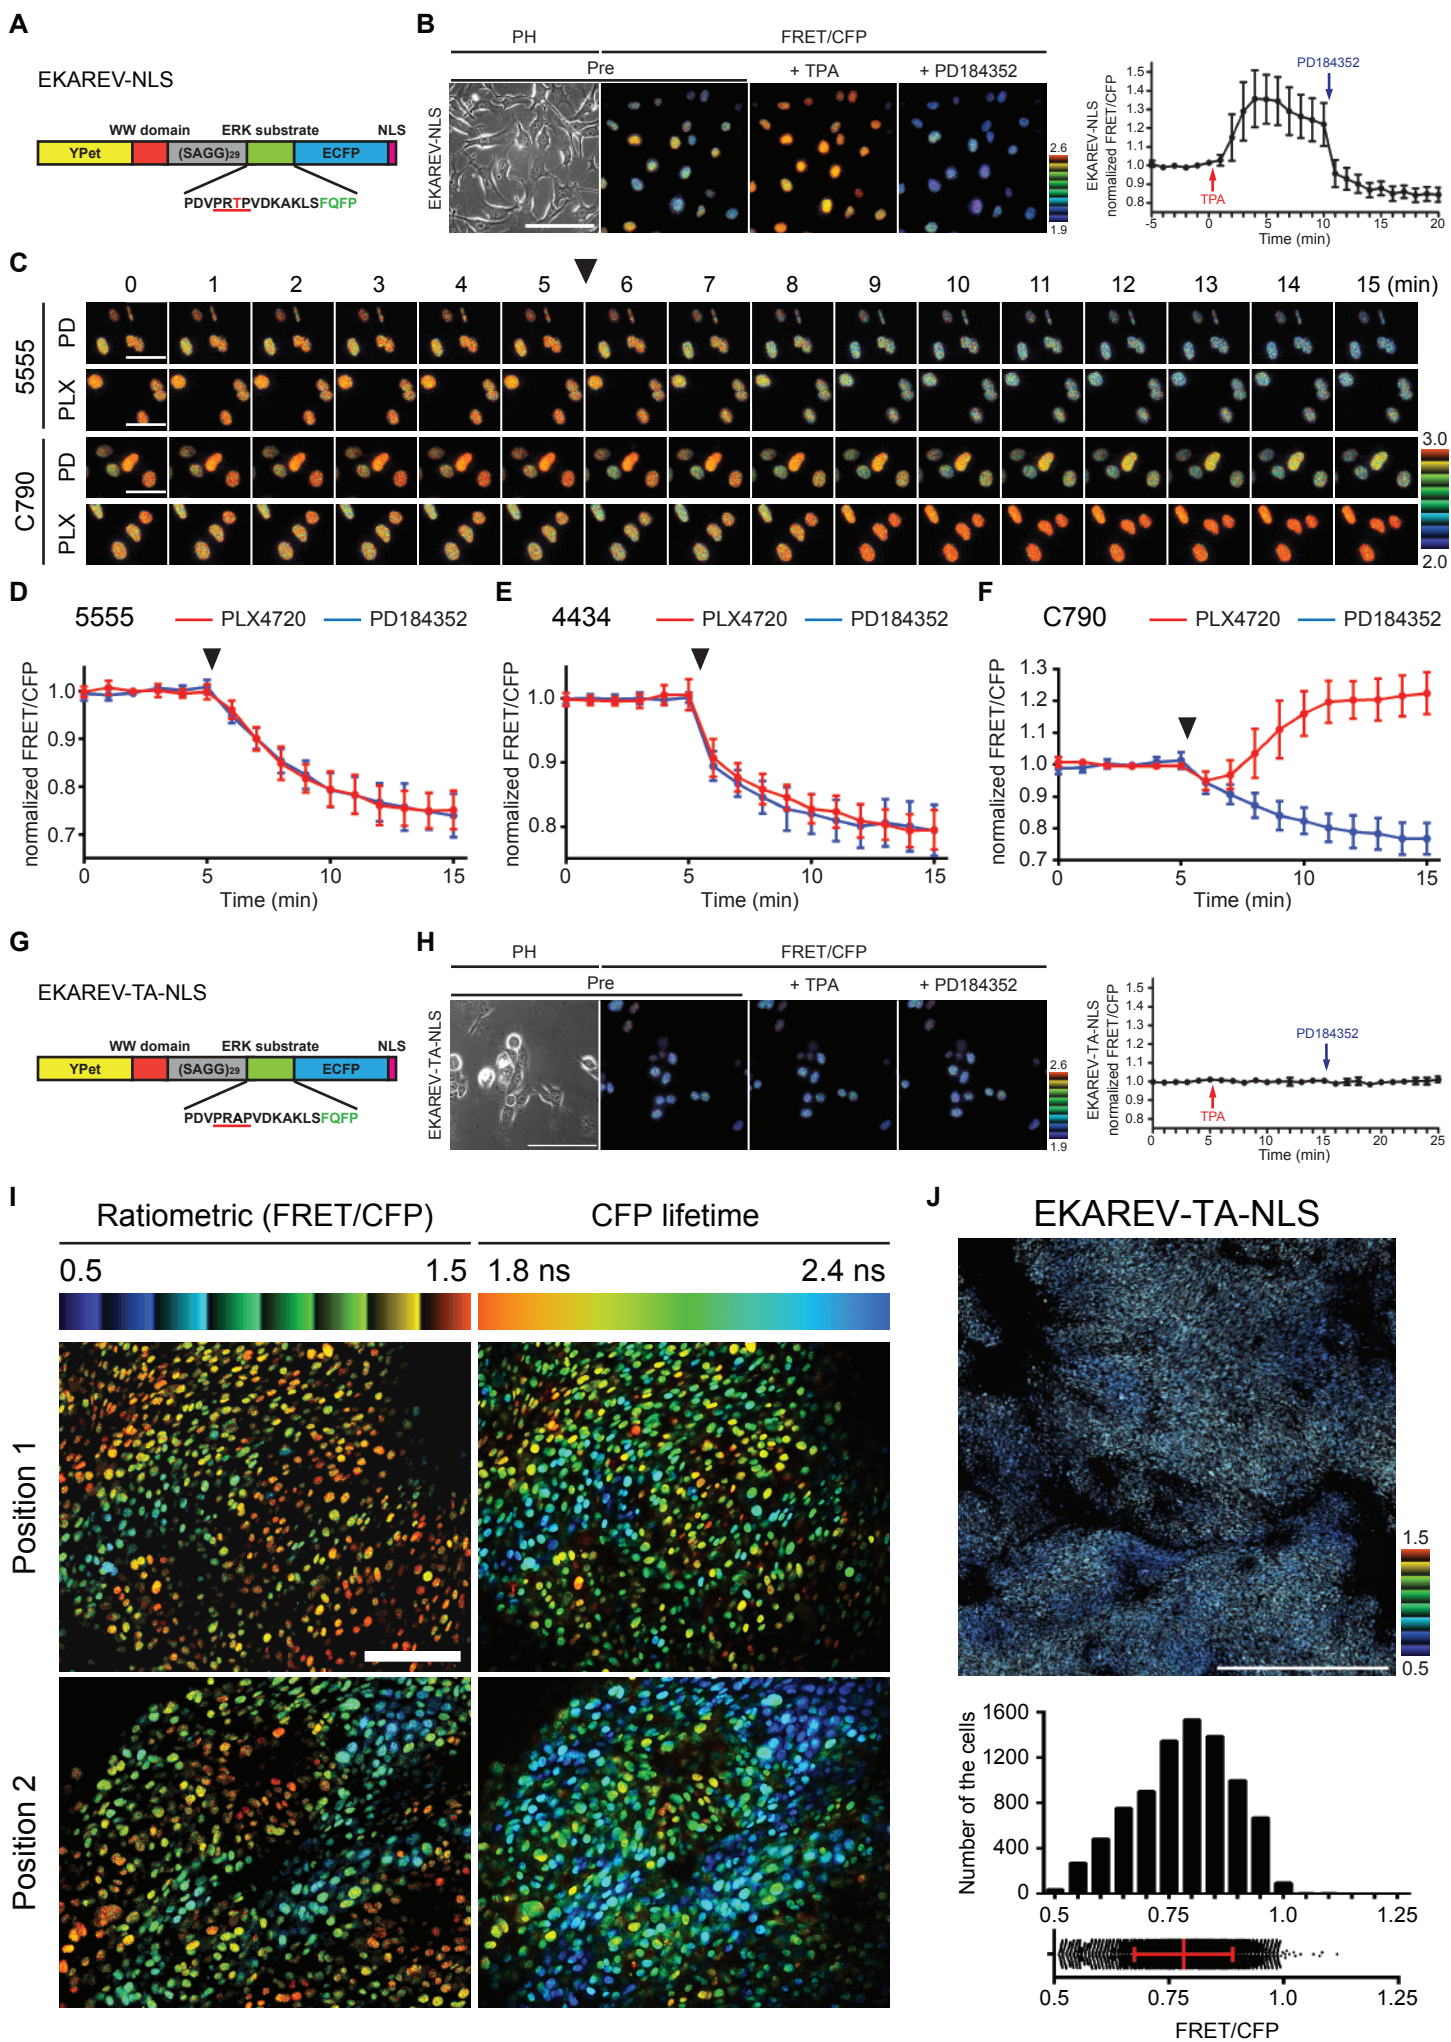 A
EKAREV-NLS
WW domain ERK substrate NLS
YPet (SAGG)29 ECFP
PDVPRTPVDKAKLSFQFP
B
PH FRET/CFP
Pre + TPA + PD184352
EKAREV-NLS
2.6
1.9
EKAREV-NLS
normalized FRET/CFP
1.5
1.4
1.3
1.2
1.1
1.0
0.9
0.8
PD184352
TPA
-5 0 5 10 15 20
Time (min)
C
0 1 2 3 4 5 6 7 8 9 10 11 12 13 14 15 (min)
5555
PD
PLX
C790
PD
PLX
3.0
2.0
D
5555 PLX4720 PD184352
normalized FRET/CFP
1.0
0.9
0.8
0.7
0 5 10 15
Time (min)
E
4434 PLX4720 PD184352
normalized FRET/CFP
1.0
0.9
0.8
0 5 10 15
Time (min)
F
C790 PLX4720 PD184352
normalized FRET/CFP
1.3
1.2
1.1
1.0
0.9
0.8
0.7
0 5 10 15
Time (min)
G
EKAREV-TA-NLS
WW domain ERK substrate NLS
YPet (SAGG)29 ECFP
PDVPRAPVDKAKLSFQFP
H
PH FRET/CFP
Pre + TPA + PD184352
EKAREV-TA-NLS
2.6
1.9
EKAREV-TA-NLS
normalized FRET/CFP
1.5
1.4
1.3
1.2
1.1
1.0
0.9
0.8
PD184352
TPA
0 5 10 15 20 25
Time (min)
I
Ratiometric (FRET/CFP) CFP lifetime
0.5 1.5 1.8 ns 2.4 ns
Position 1
Position 2
J
EKAREV-TA-NLS
1.5
0.5
Number of the cells
1600
1200
800
400
0
0.5 0.75 1.0 1.25
0.5 0.75 1.0 1.25
FRET/CFP